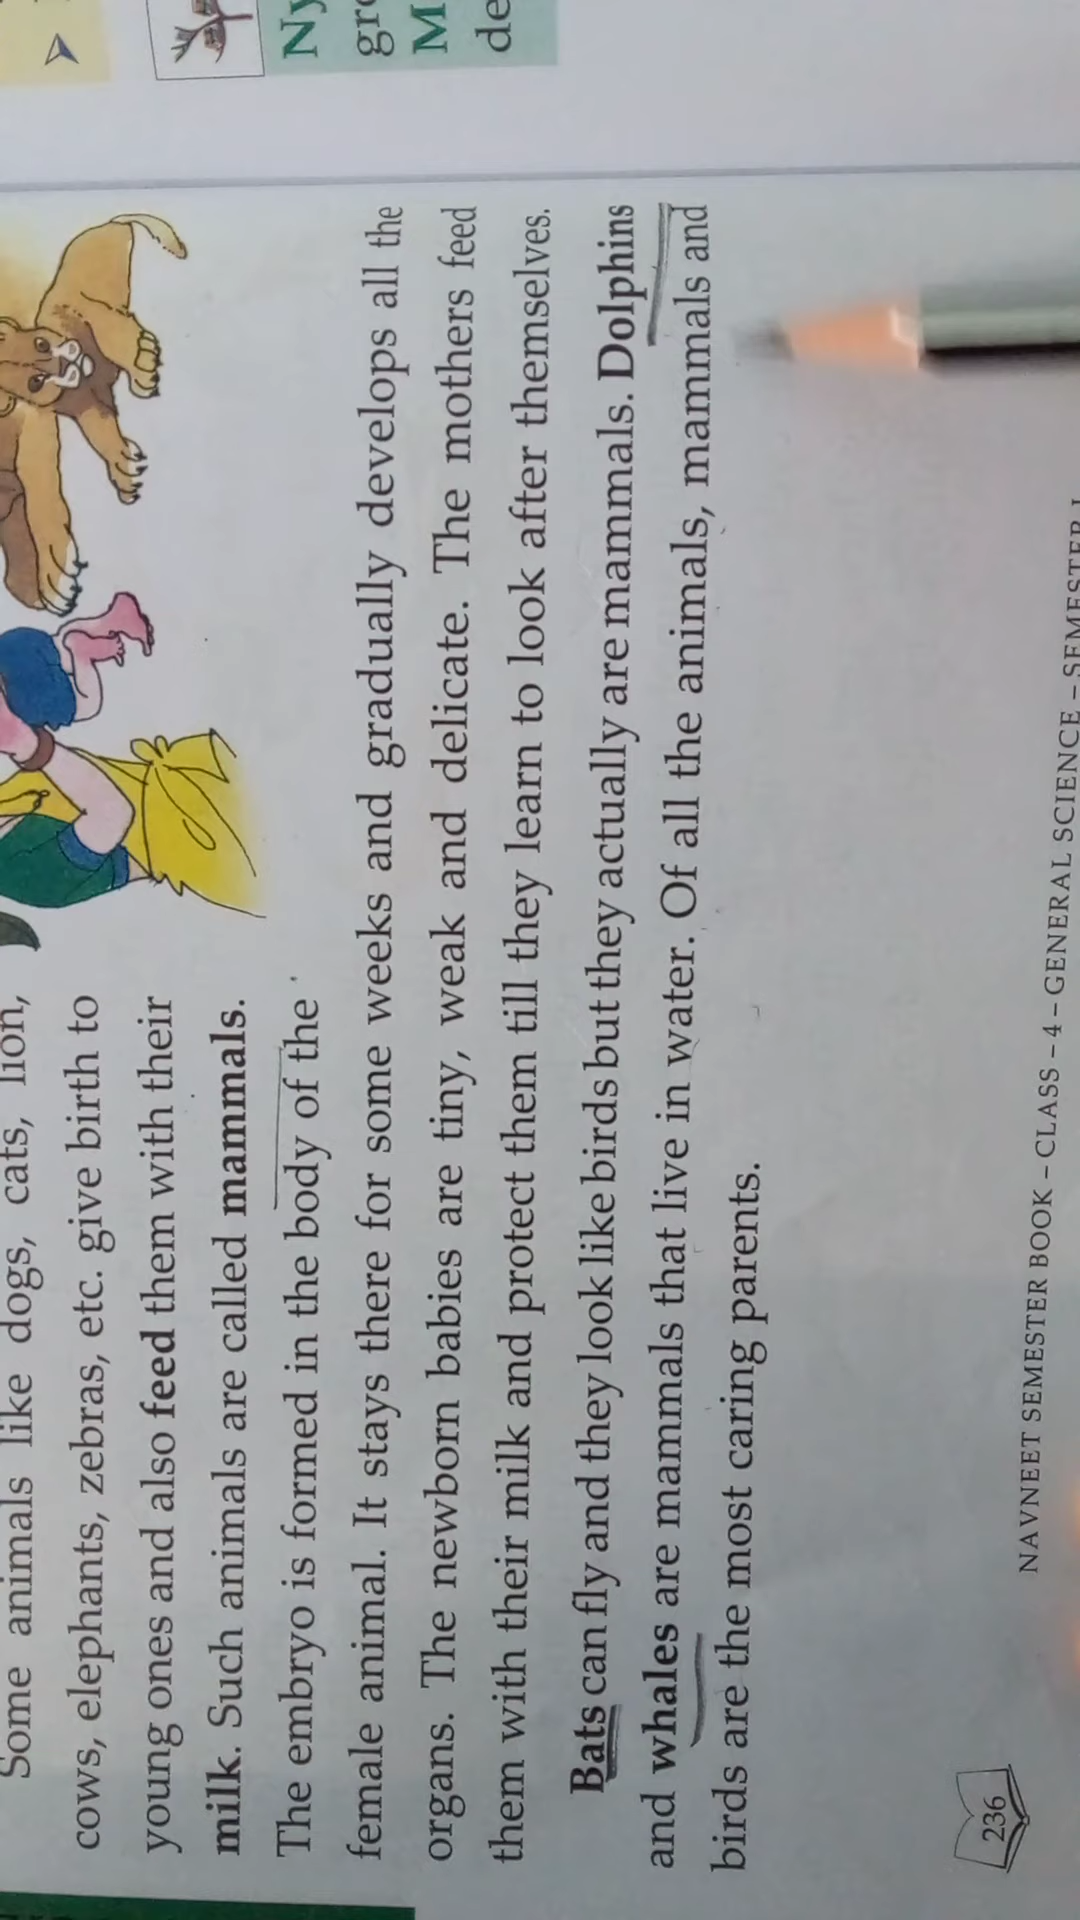 Ny
gro
M
de
Some animals like dogs, cats, lion,
cows, elephants, zebras, etc. give birth to
young ones and also feed them with their
milk. Such animals are called mammals.
The embryo is formed in the body of the
female animal. It stays there for some weeks and gradually develops all the
organs. The newborn babies are tiny, weak and delicate. The mothers feed
them with their milk and protect them till they learn to look after themselves.
Bats can fly and they look like birds but they actually are mammals. Dolphins
and whales are mammals that live in water. Of all the animals, mammals and
birds are the most caring parents.
236
NAVNEET SEMESTER BOOK – CLASS – 4 – GENERAL SCIENCE – SEMESTER I